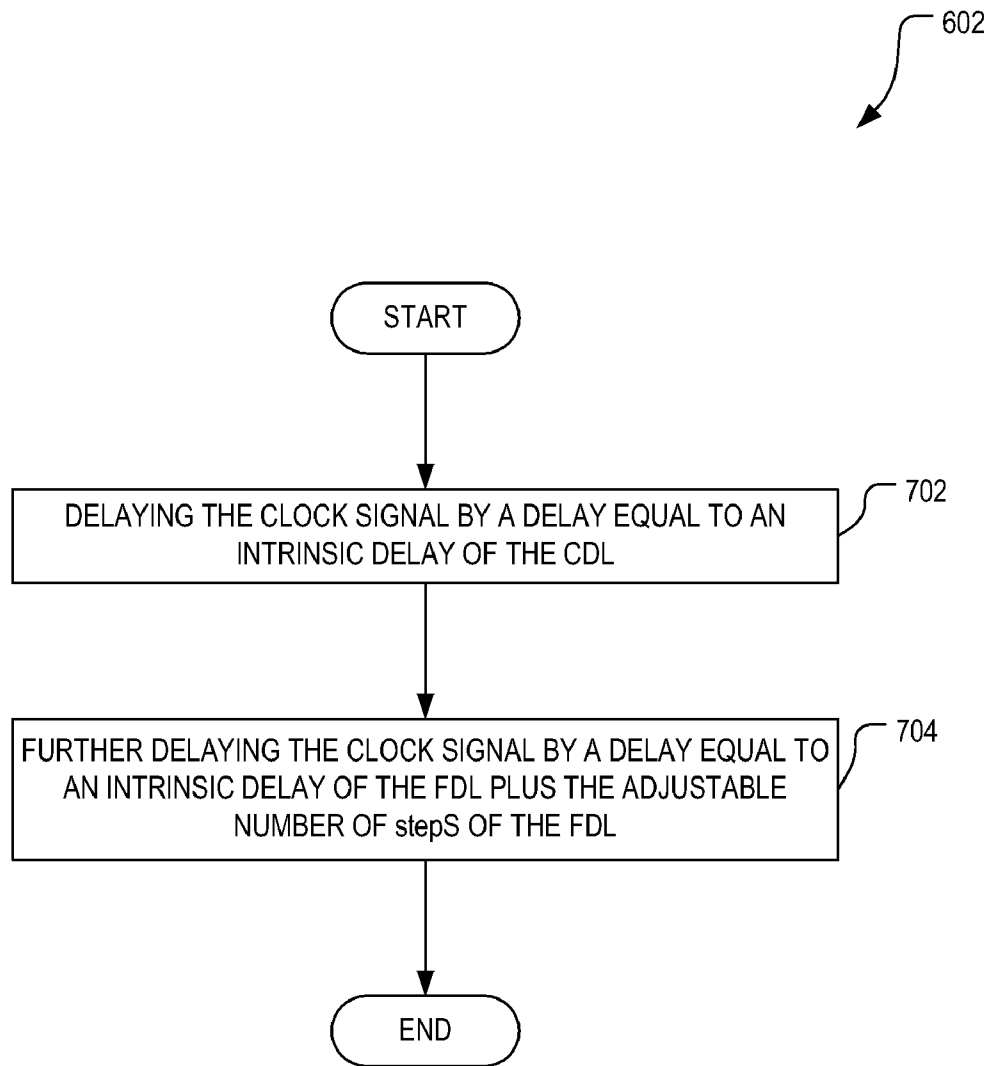 602
START
DELAYING THE CLOCK SIGNAL BY A DELAY EQUAL TO AN
INTRINSIC DELAY OF THE CDL
702
FURTHER DELAYING THE CLOCK SIGNAL BY A DELAY EQUAL TO
AN INTRINSIC DELAY OF THE FDL PLUS THE ADJUSTABLE
NUMBER OF stepS OF THE FDL
704
END